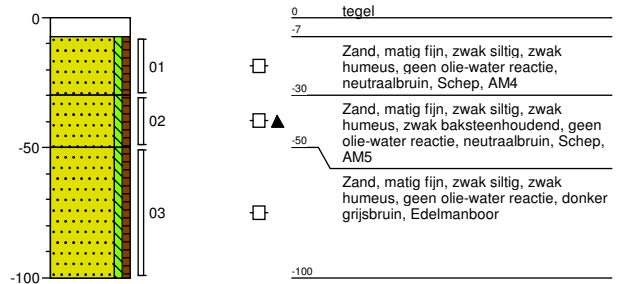 0
-50
-100
01
02
03
0
tegel
-7
Zand, matig fijn, zwak siltig, zwak
humeus, geen olie-water reactie,
neutraalbruin, Schep, AM4
-30
Zand, matig fijn, zwak siltig, zwak
humeus, zwak baksteenhoudend, geen
olie-water reactie, neutraalbruin, Schep,
AM5
-50
Zand, matig fijn, zwak siltig, zwak
humeus, geen olie-water reactie, donker
grijsbruin, Edelmanboor
-100